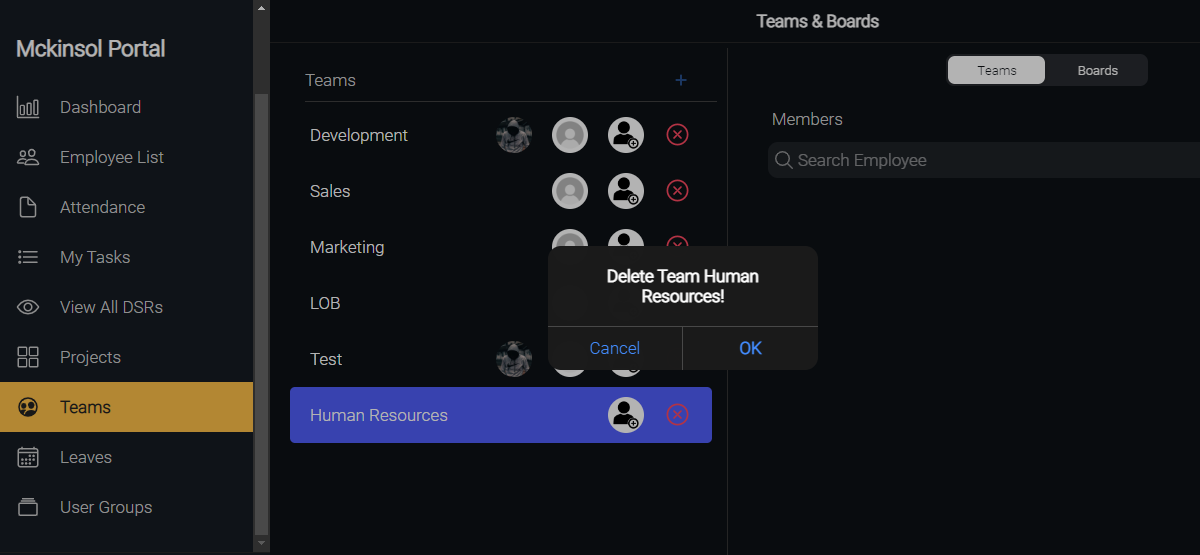 Teams & Boards
Mckinsol Portal
Dashboard
Employee List
Attendance
My Tasks
View All DSRs
Projects
Teams
Leaves
User Groups
Teams +
Development
Sales
Marketing
LOB
Test
Human Resources
Delete Team Human
Resources!
Cancel OK
Teams Boards
Members
Search Employee